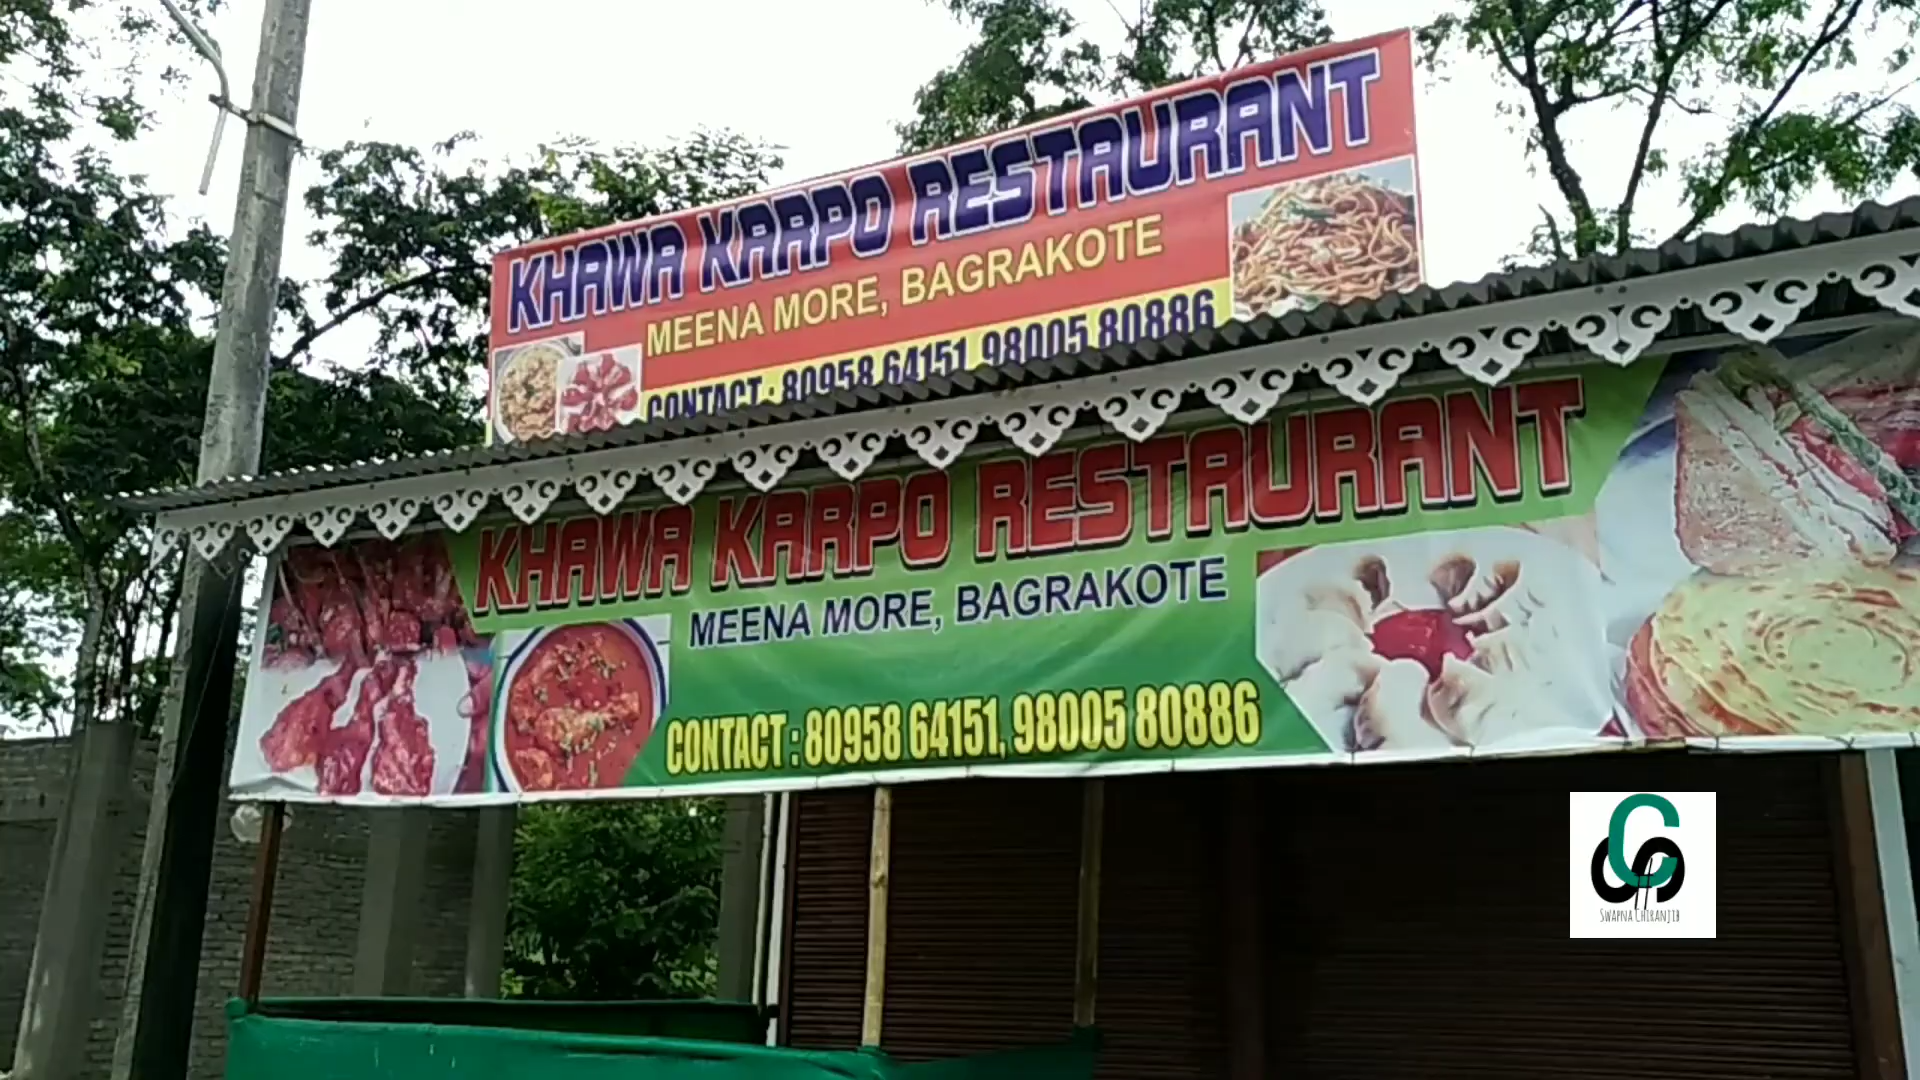 KHAWA KARPO RESTAURANT
MEENA MORE, BAGRAKOTE
CONTACT : 80958 64151, 98005 80886
KHAWA KARPO RESTAURANT
MEENA MORE, BAGRAKOTE
CONTACT : 80958 64151, 98005 80886
SWAPNA CHIRANJIB